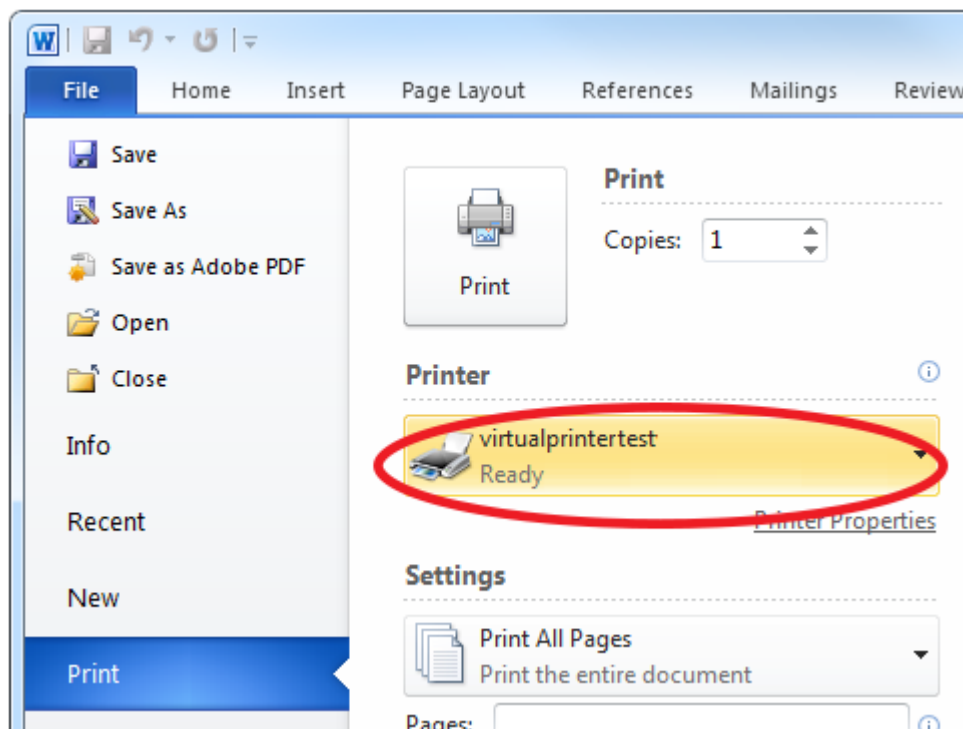 W
File Home Insert Page Layout References Mailings Review
Save
Save As
Save as Adobe PDF
Open
Close
Info
Recent
New
Print
Print
Print
Copies: 1
Printer
virtualprintertest
Ready
Printer Properties
Settings
Print All Pages
Print the entire document
Pages: